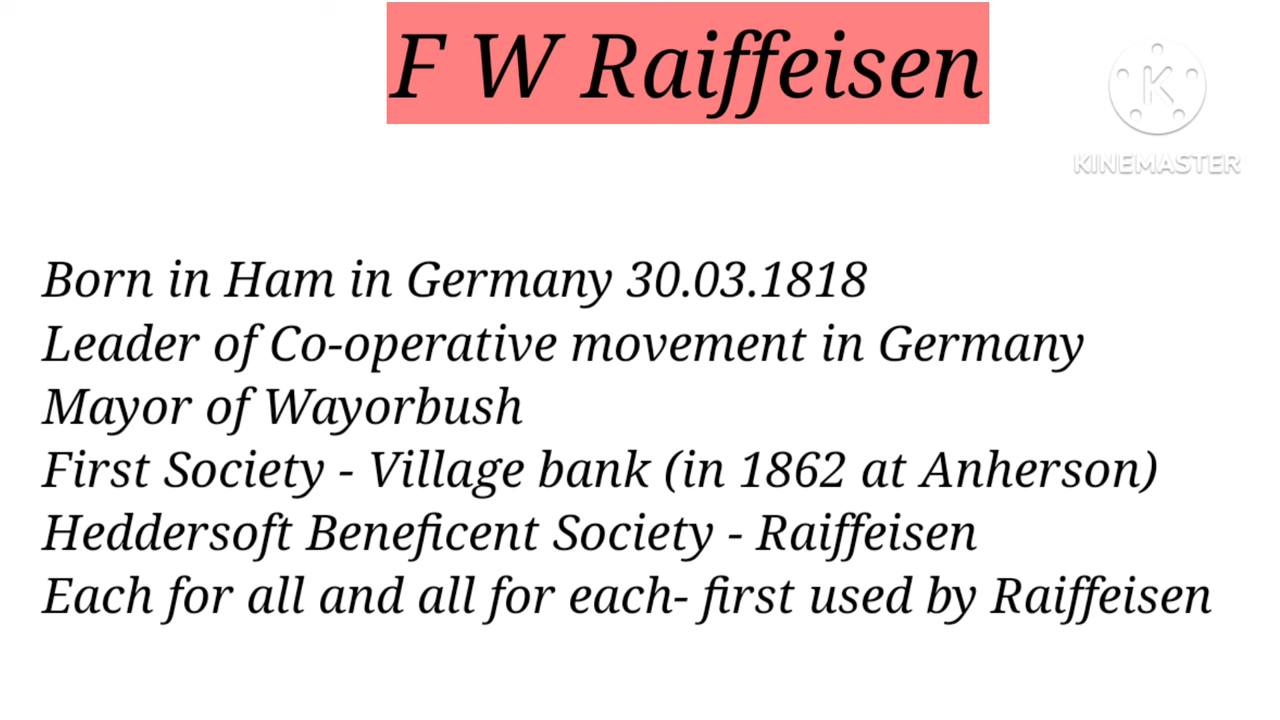 F W Raiffeisen
K
KINEMASTER
Born in Ham in Germany 30.03.1818
Leader of Co-operative movement in Germany
Mayor of Wayorbush
First Society - Village bank (in 1862 at Anherson)
Heddersoft Beneficent Society - Raiffeisen
Each for all and all for each- first used by Raiffeisen